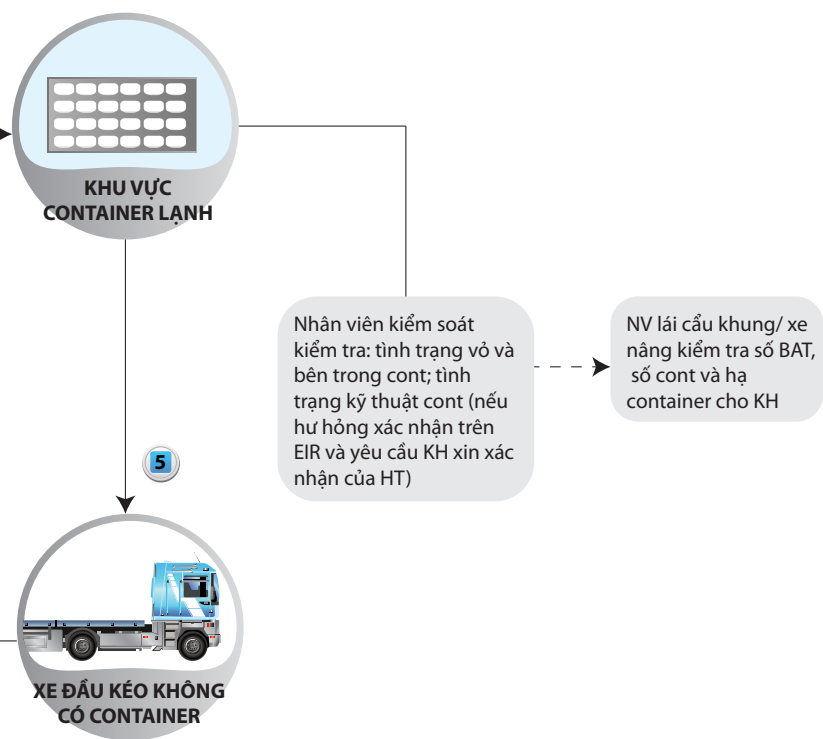 KHU VỰC
CONTAINER LẠNH
Nhân viên kiểm soát
kiểm tra: tình trạng vỏ và
bên trong cont; tình
trạng kỹ thuật cont (nếu
hư hỏng xác nhận trên
EIR và yêu cầu KH xin xác
nhận của HT)
NV lái cẩu khung/ xe
nâng kiểm tra số BAT,
số cont và hạ
container cho KH
5
XE ĐẦU KÉO KHÔNG
CÓ CONTAINER